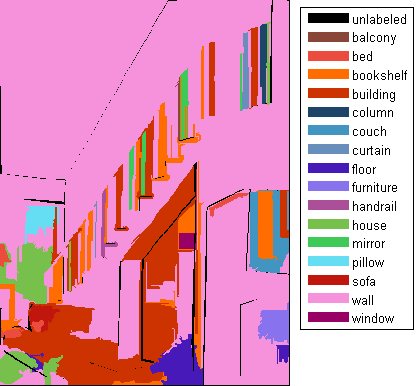 unlabeled
balcony
bed
bookshelf
building
column
couch
curtain
floor
furniture
handrail
house
mirror
pillow
sofa
wall
window